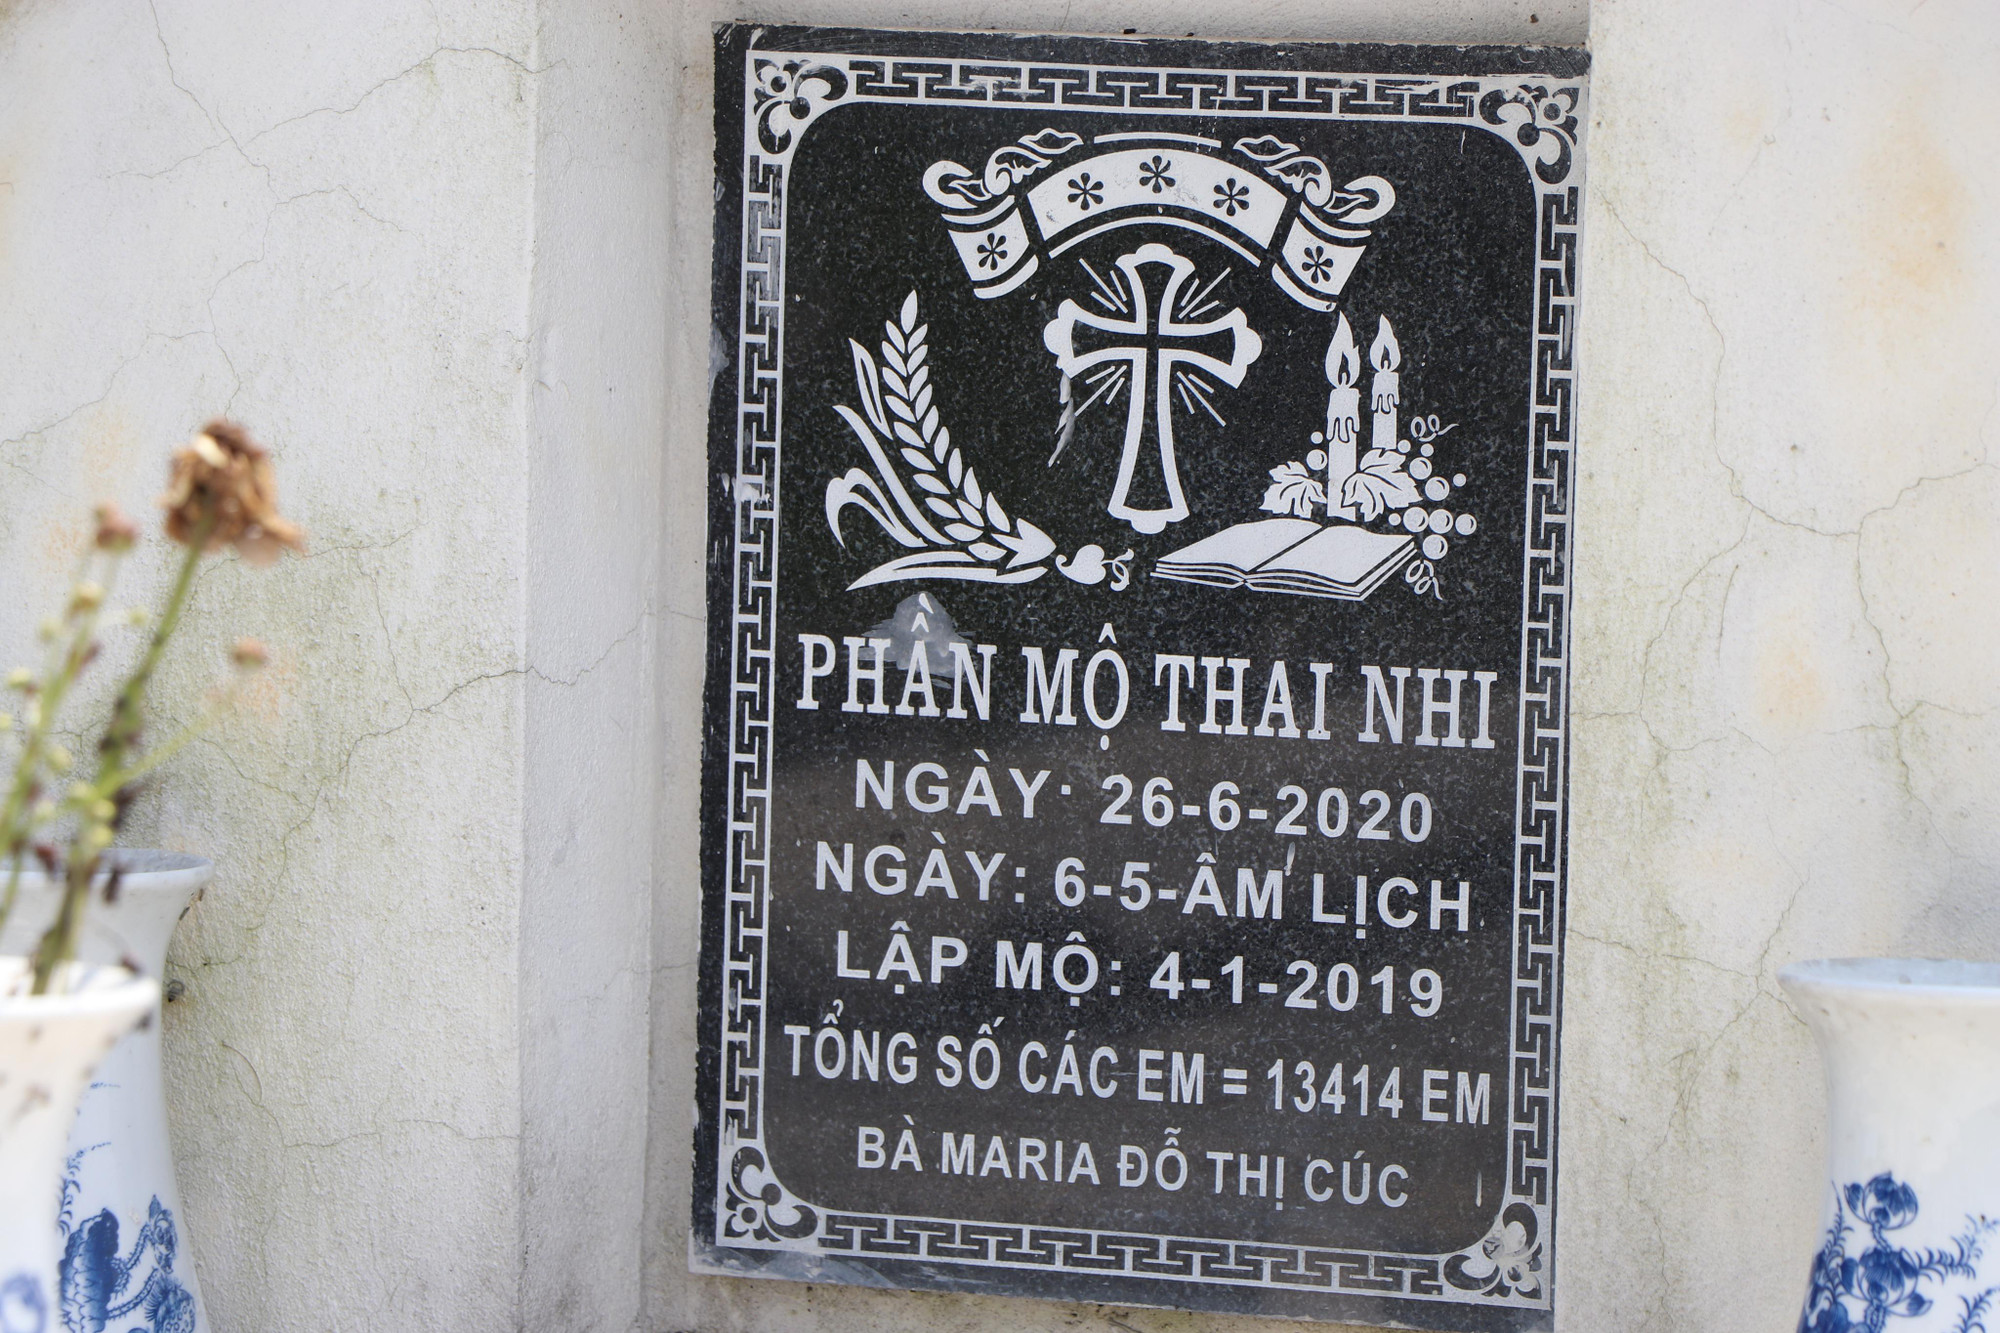 PHẦN MỘ THAI NHI
NGÀY: 26-6-2020
NGÀY: 6-5-ÂM LỊCH
LẬP MỘ: 4-1-2019
TỔNG SỐ CÁC EM = 13414 EM
BÀ MARIA ĐỖ THỊ CÚC